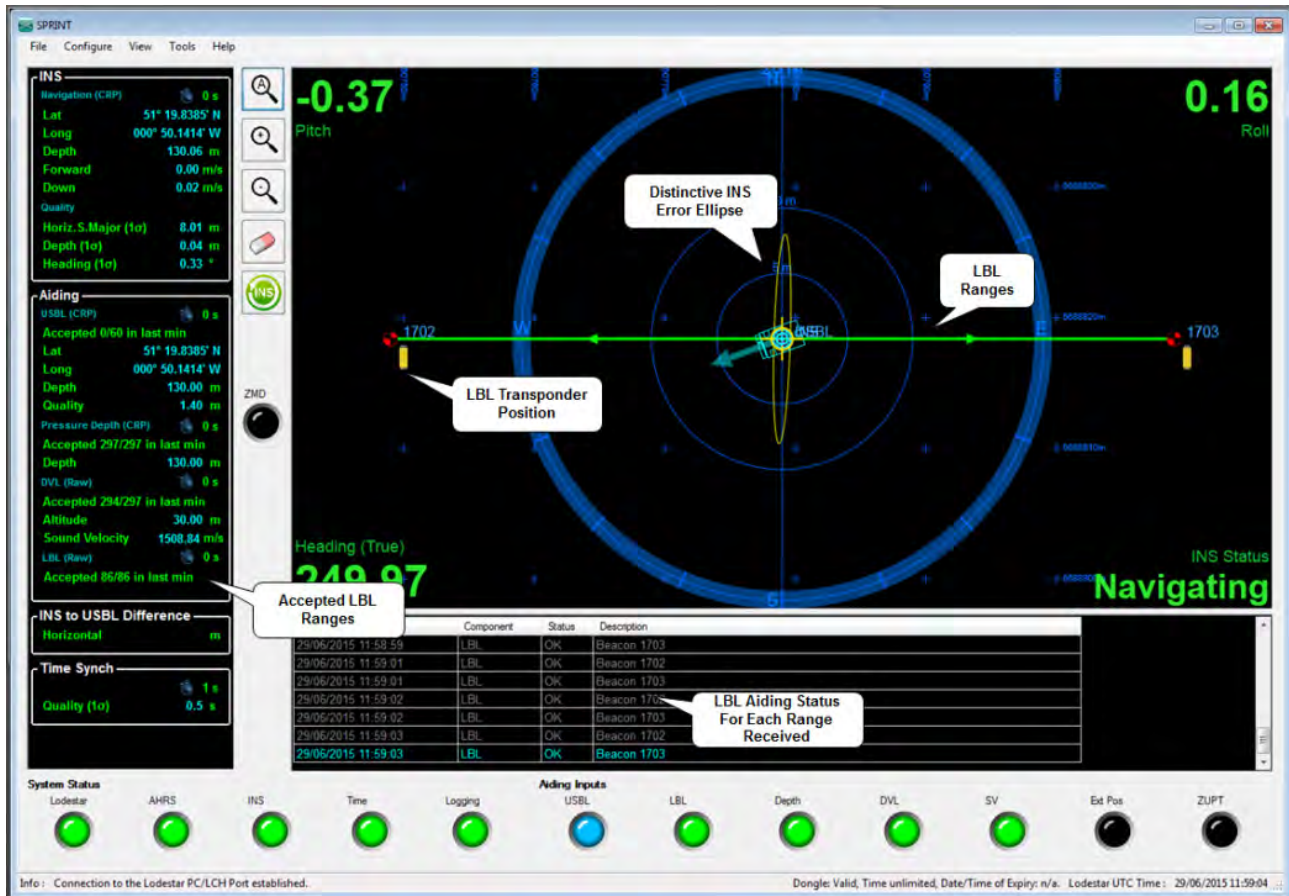 SPRINT
File Configure View Tools Help
INS
Navigation (CRP) 0 s
Lat 51° 19.8385' N
Long 000° 50.1414' W
Depth 130.06 m
Forward 0.00 m/s
Down 0.02 m/s
Quality
Horiz.S.Major (1σ) 8.01 m
Depth (1σ) 0.04 m
Heading (1σ) 0.33 °
Aiding
USBL (CRP) 0 s
Accepted 0/60 in last min
Lat 51° 19.8385' N
Long 000° 50.1414' W
Depth 130.00 m
Quality 1.40 m
Pressure Depth (CRP) 0 s
Accepted 297/297 in last min
Depth 130.00 m
DVL (Raw) 0 s
Accepted 294/297 in last min
Altitude 30.00 m
Sound Velocity 1508.84 m/s
LBL (Raw) 0 s
Accepted 86/86 in last min
INS to USBL Difference
Horizontal m
Time Synch
1 s
Quality (1σ) 0.5 s
A
INS
ZMD
-0.37
Pitch
0.16
Roll
Distinctive INS
Error Ellipse
LBL
Ranges
5688800m
5688820m
5688810m
W
E
S
1702
1703
LBL Transponder
Position
Heading (True)
249.97
INS Status
Navigating
Accepted LBL
Ranges
Component Status Description
29/06/2015 11:58:59 LBL OK Beacon 1703
29/06/2015 11:59:01 LBL OK Beacon 1702
29/06/2015 11:59:01 LBL OK Beacon 1703
29/06/2015 11:59:02 LBL OK Beacon 1702
29/06/2015 11:59:02 LBL OK Beacon 1703
29/06/2015 11:59:03 LBL OK Beacon 1702
29/06/2015 11:59:03 LBL OK Beacon 1703
LBL Aiding Status
For Each Range
Received
System Status
Lodestar AHRS INS Time Logging
Aiding Inputs
USBL LBL Depth DVL SV Ext Pos ZUPT
Info : Connection to the Lodestar PC/LCH Port established.
Dongle: Valid, Time unlimited, Date/Time of Expiry: n/a. Lodestar UTC Time : 29/06/2015 11:59:04